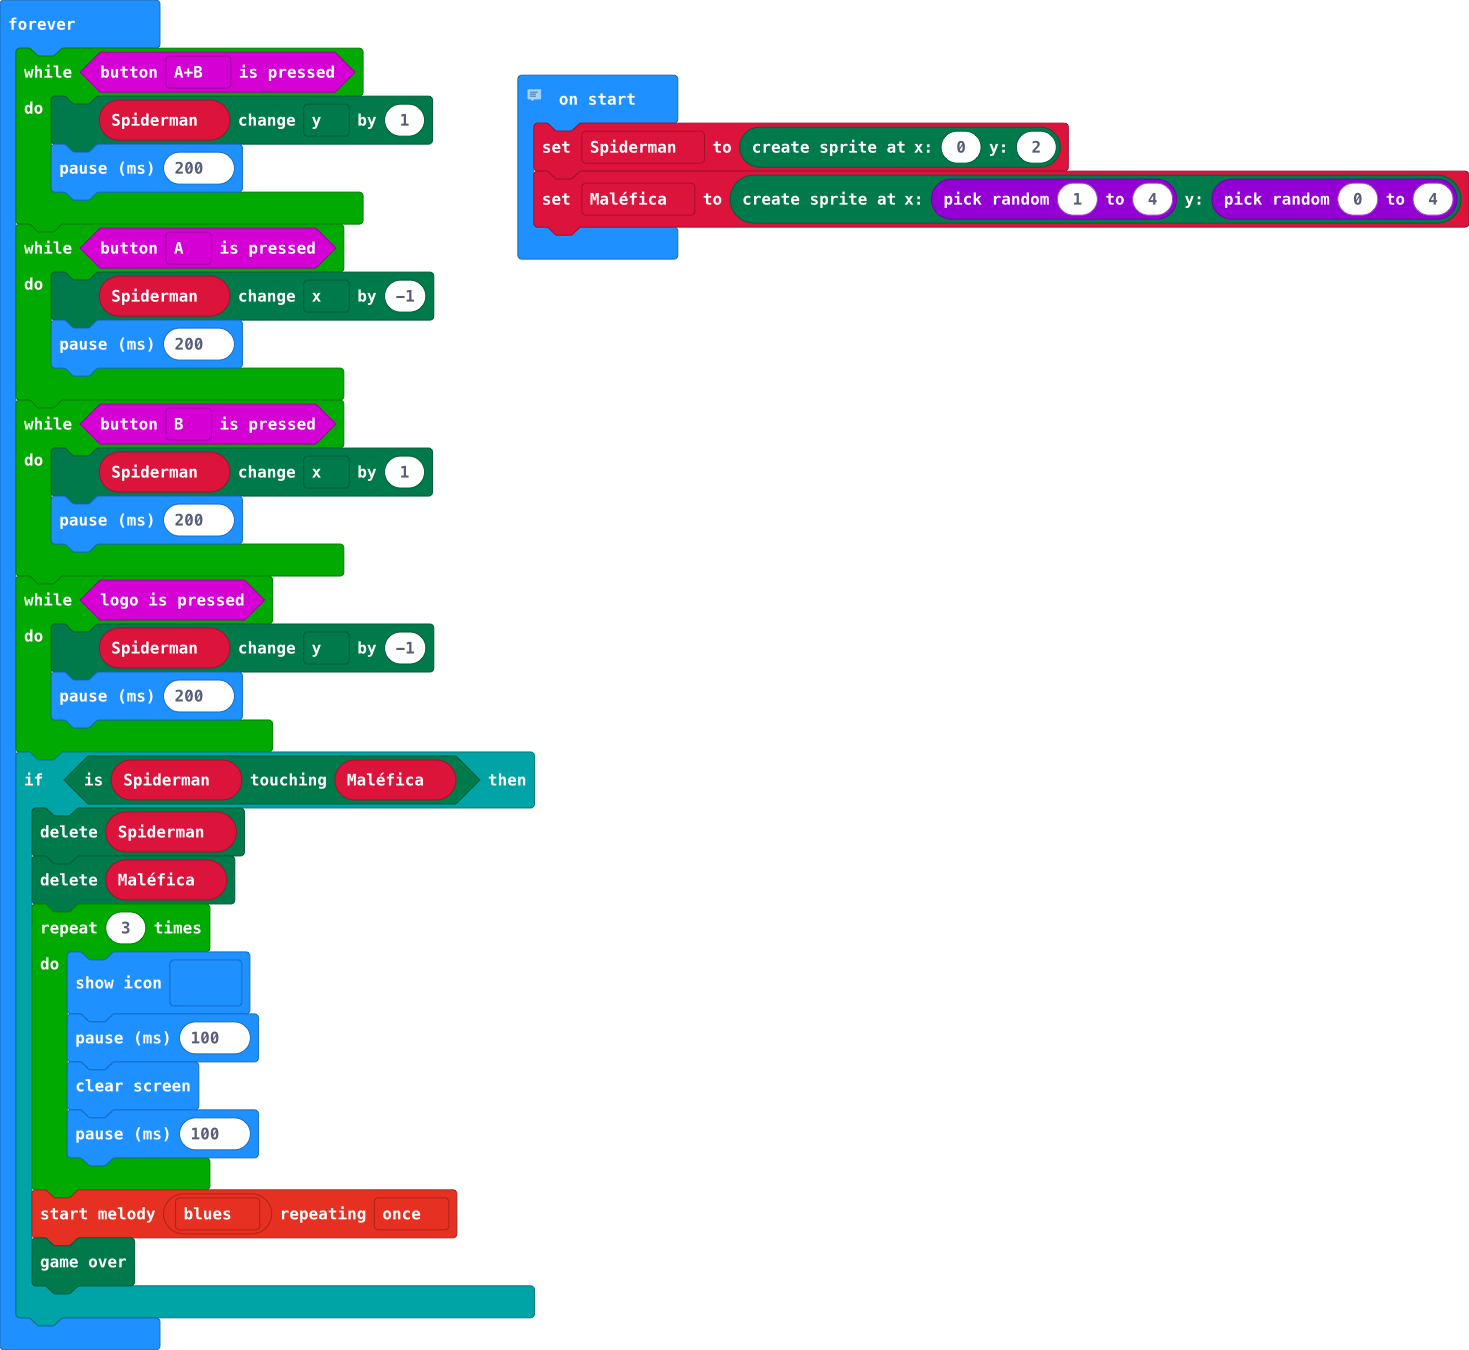 forever
while button A+B is pressed
do Spiderman change y by 1
pause (ms) 200
while button A is pressed
do Spiderman change x by −1
pause (ms) 200
while button B is pressed
do Spiderman change x by 1
pause (ms) 200
while logo is pressed
do Spiderman change y by −1
pause (ms) 200
if is Spiderman touching Maléfica then
delete Spiderman
delete Maléfica
repeat 3 times
do show icon
pause (ms) 100
clear screen
pause (ms) 100
start melody blues repeating once
game over
on start
set Spiderman to create sprite at x: 0 y: 2
set Maléfica to create sprite at x: pick random 1 to 4 y: pick random 0 to 4